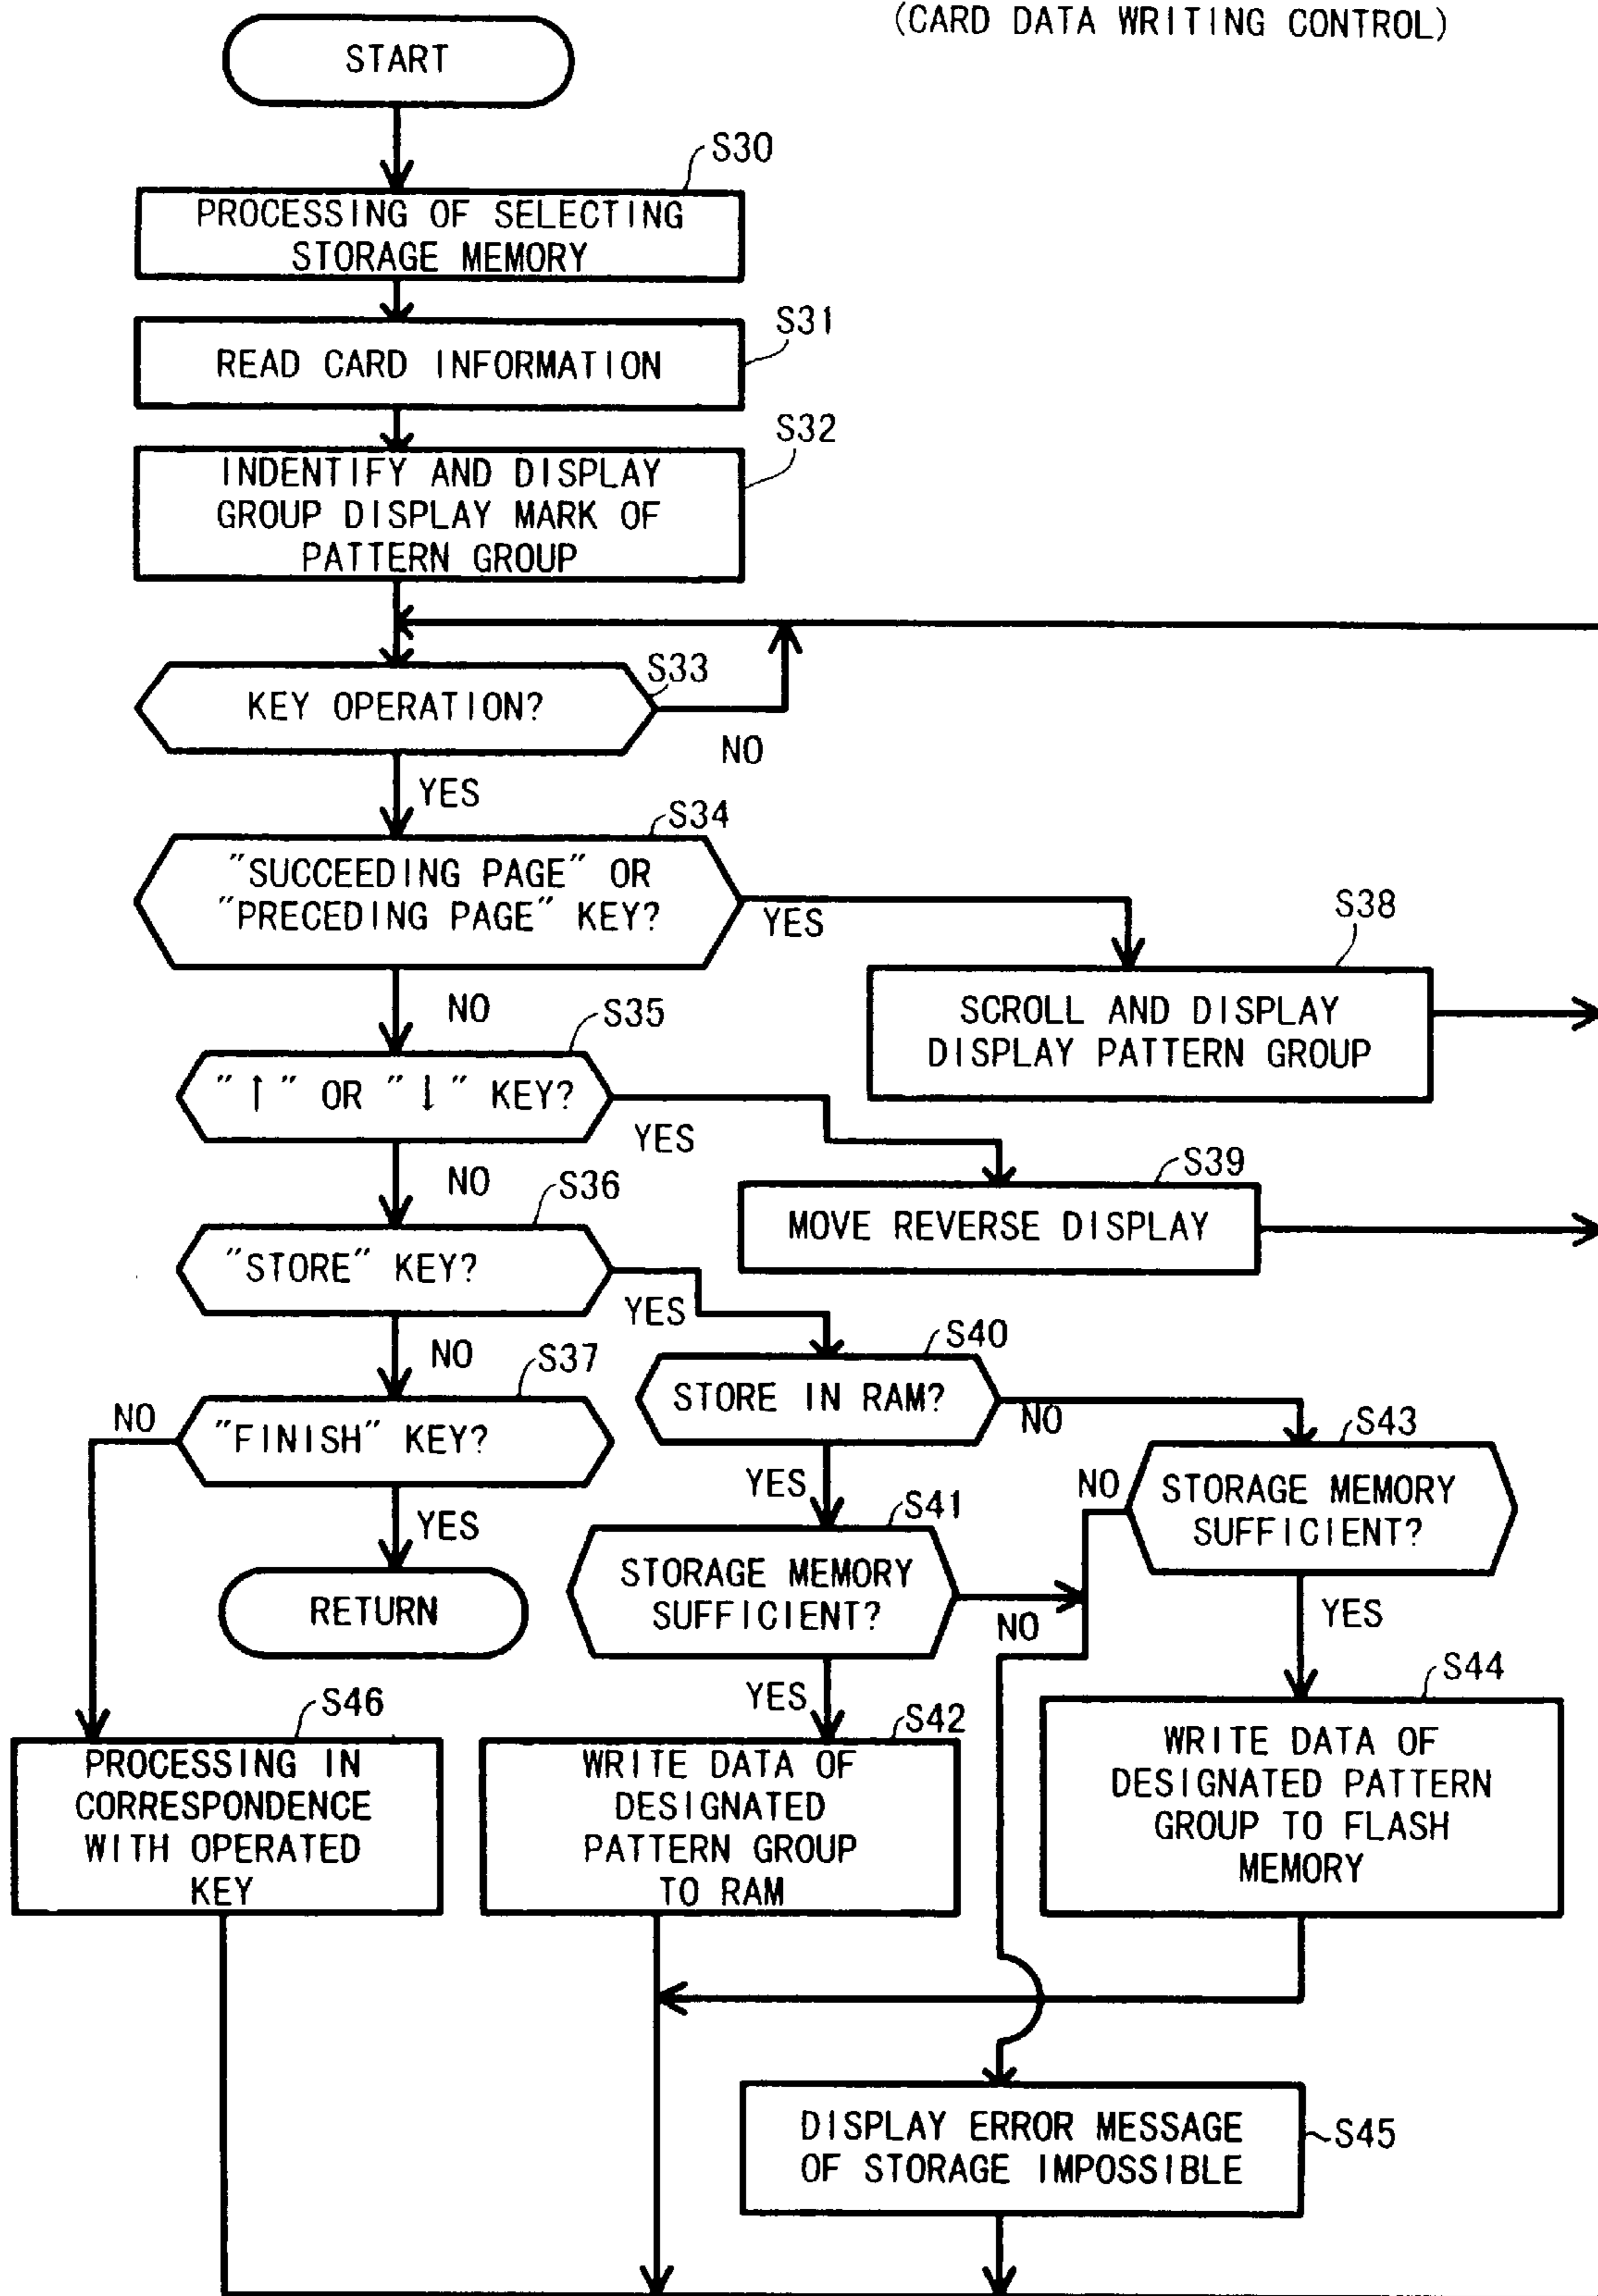 (CARD DATA WRITING CONTROL)
START
S30
PROCESSING OF SELECTING
STORAGE MEMORY
S31
READ CARD INFORMATION
S32
INDENTIFY AND DISPLAY
GROUP DISPLAY MARK OF
PATTERN GROUP
S33
KEY OPERATION?
NO
YES
S34
"SUCCEEDING PAGE" OR
"PRECEDING PAGE" KEY?
YES
S38
NO
SCROLL AND DISPLAY
DISPLAY PATTERN GROUP
S35
"↑" OR "↓" KEY?
YES
S39
NO
MOVE REVERSE DISPLAY
S36
"STORE" KEY?
YES
S40
NO
STORE IN RAM?
NO
S37
"FINISH" KEY?
NO
YES
RETURN
S43
STORAGE MEMORY
SUFFICIENT?
NO
YES
YES
S41
STORAGE MEMORY
SUFFICIENT?
NO
YES
S46
PROCESSING IN
CORRESPONDENCE
WITH OPERATED
KEY
S42
WRITE DATA OF
DESIGNATED
PATTERN GROUP
TO RAM
S44
WRITE DATA OF
DESIGNATED PATTERN
GROUP TO FLASH
MEMORY
DISPLAY ERROR MESSAGE
OF STORAGE IMPOSSIBLE
S45